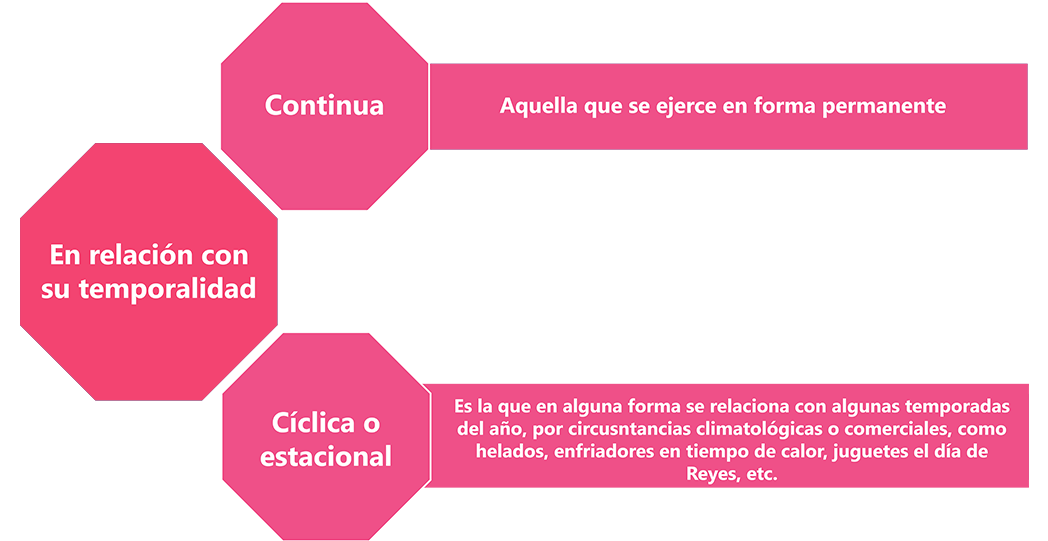 Continua
Aquella que se ejerce en forma permanente
En relación con
su temporalidad
Cíclica o
estacional
Es la que en alguna forma se relaciona con algunas temporadas
del año, por circusntancias climatológicas o comerciales, como
helados, enfriadores en tiempo de calor, juguetes el día de
Reyes, etc.